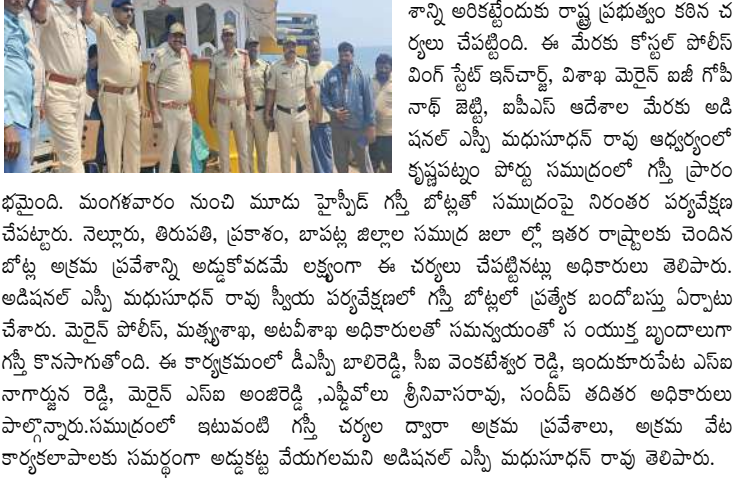 శాన్ని అరికట్టేందుకు రాష్ట్ర ప్రభుత్వం కఠిన చ
ర్యలు చేపట్టింది. ఈ మేరకు కోస్టల్ పోలీస్
వింగ్ స్టేట్ ఇన్‌చార్జ్, విశాఖ మెరైన్ ఐజీ గోపీ
నాథ్ జెట్టి, ఐపీఎస్ ఆదేశాల మేరకు అడి
షనల్ ఎస్పీ మధుసూధన్ రావు ఆధ్వర్యంలో
కృష్ణపట్నం పోర్టు సముద్రంలో గస్తీ ప్రారం
భమైంది. మంగళవారం నుంచి మూడు హైస్పీడ్ గస్తీ బోట్లతో సముద్రంపై నిరంతర పర్యవేక్షణ
చేపట్టారు. నెల్లూరు, తిరుపతి, ప్రకాశం, బాపట్ల జిల్లాల సముద్ర జలా ల్లో ఇతర రాష్ట్రాలకు చెందిన
బోట్ల అక్రమ ప్రవేశాన్ని అడ్డుకోవడమే లక్ష్యంగా ఈ చర్యలు చేపట్టినట్లు అధికారులు తెలిపారు.
అడిషనల్ ఎస్పీ మధుసూధన్ రావు స్వీయ పర్యవేక్షణలో గస్తీ బోట్లలో ప్రత్యేక బందోబస్తు ఏర్పాటు
చేశారు. మెరైన్ పోలీస్, మత్స్యశాఖ, అటవీశాఖ అధికారులతో సమన్వయంతో స ంయుక్త బృందాలుగా
గస్తీ కొనసాగుతోంది. ఈ కార్యక్రమంలో డీఎస్పీ బాలిరెడ్డి, సీఐ వెంకటేశ్వర రెడ్డి, ఇందుకూరుపేట ఎస్ఐ
నాగార్జున రెడ్డి, మెరైన్ ఎస్ఐ అంజిరెడ్డి ,ఎఫ్డీవోలు శ్రీనివాసరావు, సందీప్ తదితర అధికారులు
పాల్గొన్నారు.సముద్రంలో ఇటువంటి గస్తీ చర్యల ద్వారా అక్రమ ప్రవేశాలు, అక్రమ వేట
కార్యకలాపాలకు సమర్థంగా అడ్డుకట్ట వేయగలమని అడిషనల్ ఎస్పీ మధుసూధన్ రావు తెలిపారు.